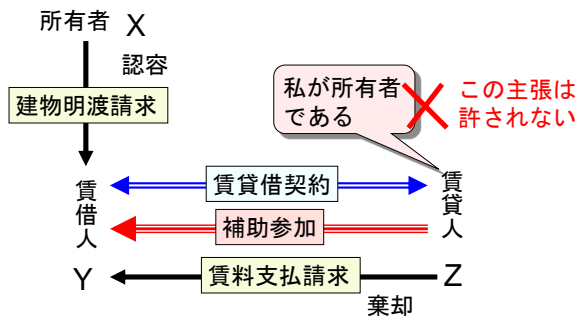 所有者 X
認容
建物明渡請求
私が所有者
である
この主張は
許されない
賃借人
賃貸借契約
賃貸人
補助参加
Y
賃料支払請求
Z
棄却